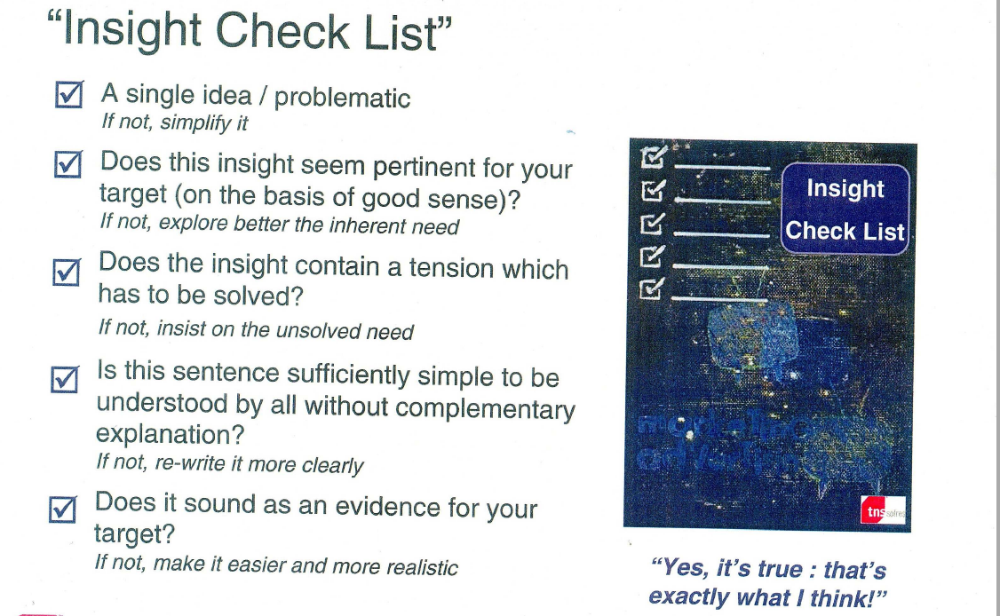 “Insight Check List”
A single idea / problematic
If not, simplify it
Does this insight seem pertinent for your
target (on the basis of good sense)?
If not, explore better the inherent need
Does the insight contain a tension which
has to be solved?
If not, insist on the unsolved need
Is this sentence sufficiently simple to be
understood by all without complementary
explanation?
If not, re-write it more clearly
Does it sound as an evidence for your
target?
If not, make it easier and more realistic
Insight
Check List
tns sofres
“Yes, it’s true : that’s
exactly what I think!”